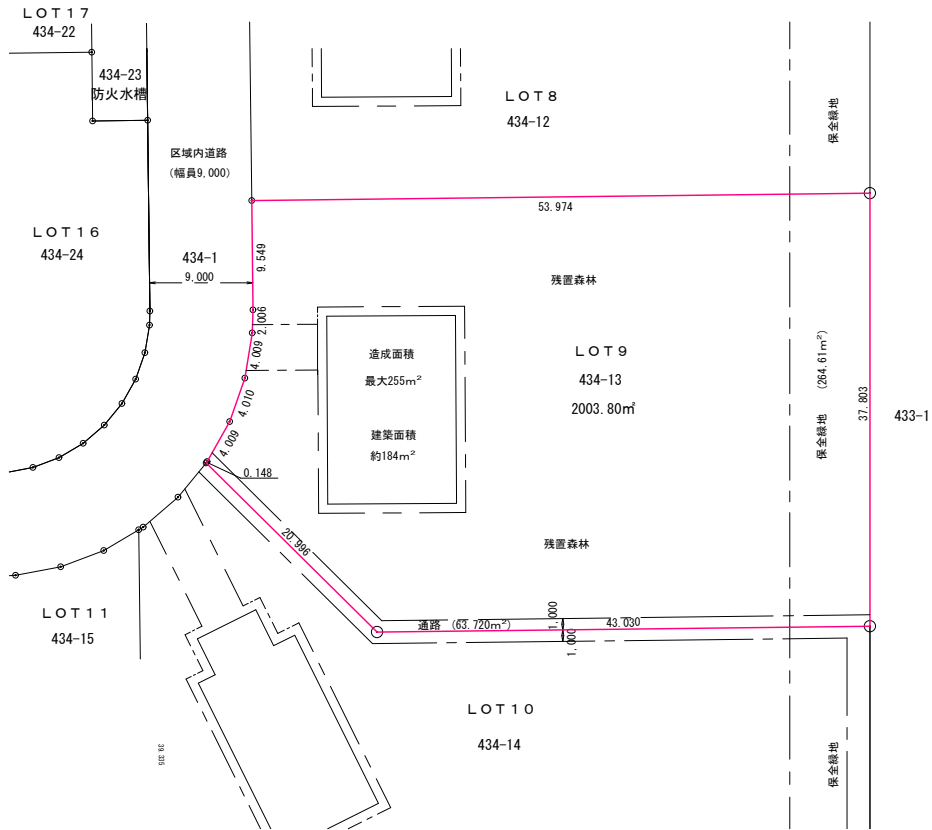 LOT17
434-22
434-23
防火水槽
LOT8
434-12
保全緑地
区域内道路
(幅員9.000)
53.974
LOT16
434-24
434-1
9.000
9.549
残置森林
2.006
4.009
4.010
4.009
0.148
造成面積
最大255m²
建築面積
約184m²
LOT9
434-13
2003.80㎡
保全緑地 (264.61m²)
37.803
433-1
20.996
残置森林
通路 (63.720m²)
1.000
1.000
43.030
LOT11
434-15
LOT10
434-14
39.335
保全緑地